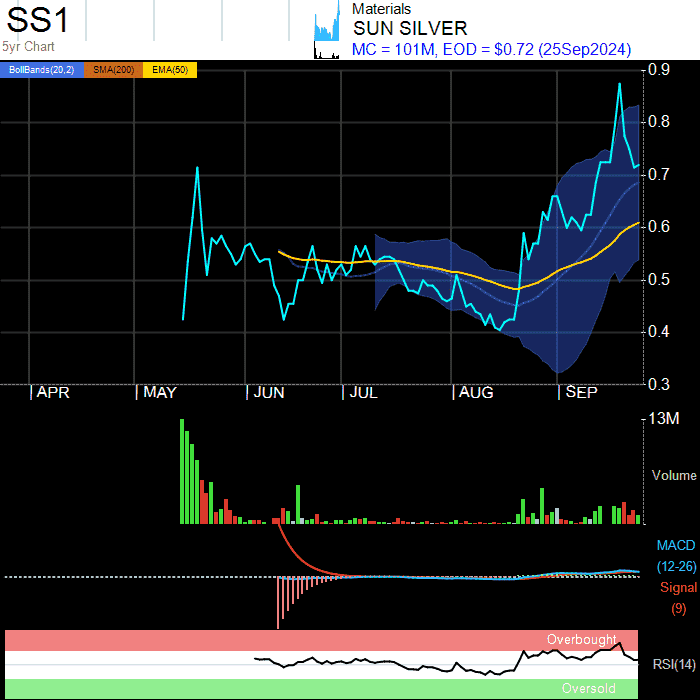 SS1
5yr Chart
Materials
SUN SILVER
MC = 101M, EOD = $0.72 (25Sep2024)
BollBands(20,2) SMA(200) EMA(50)
0.9
0.8
0.7
0.6
0.5
0.4
0.3
APR MAY JUN JUL AUG SEP
13M
Volume
MACD
(12-26)
Signal
(9)
Overbought
RSI(14)
Oversold